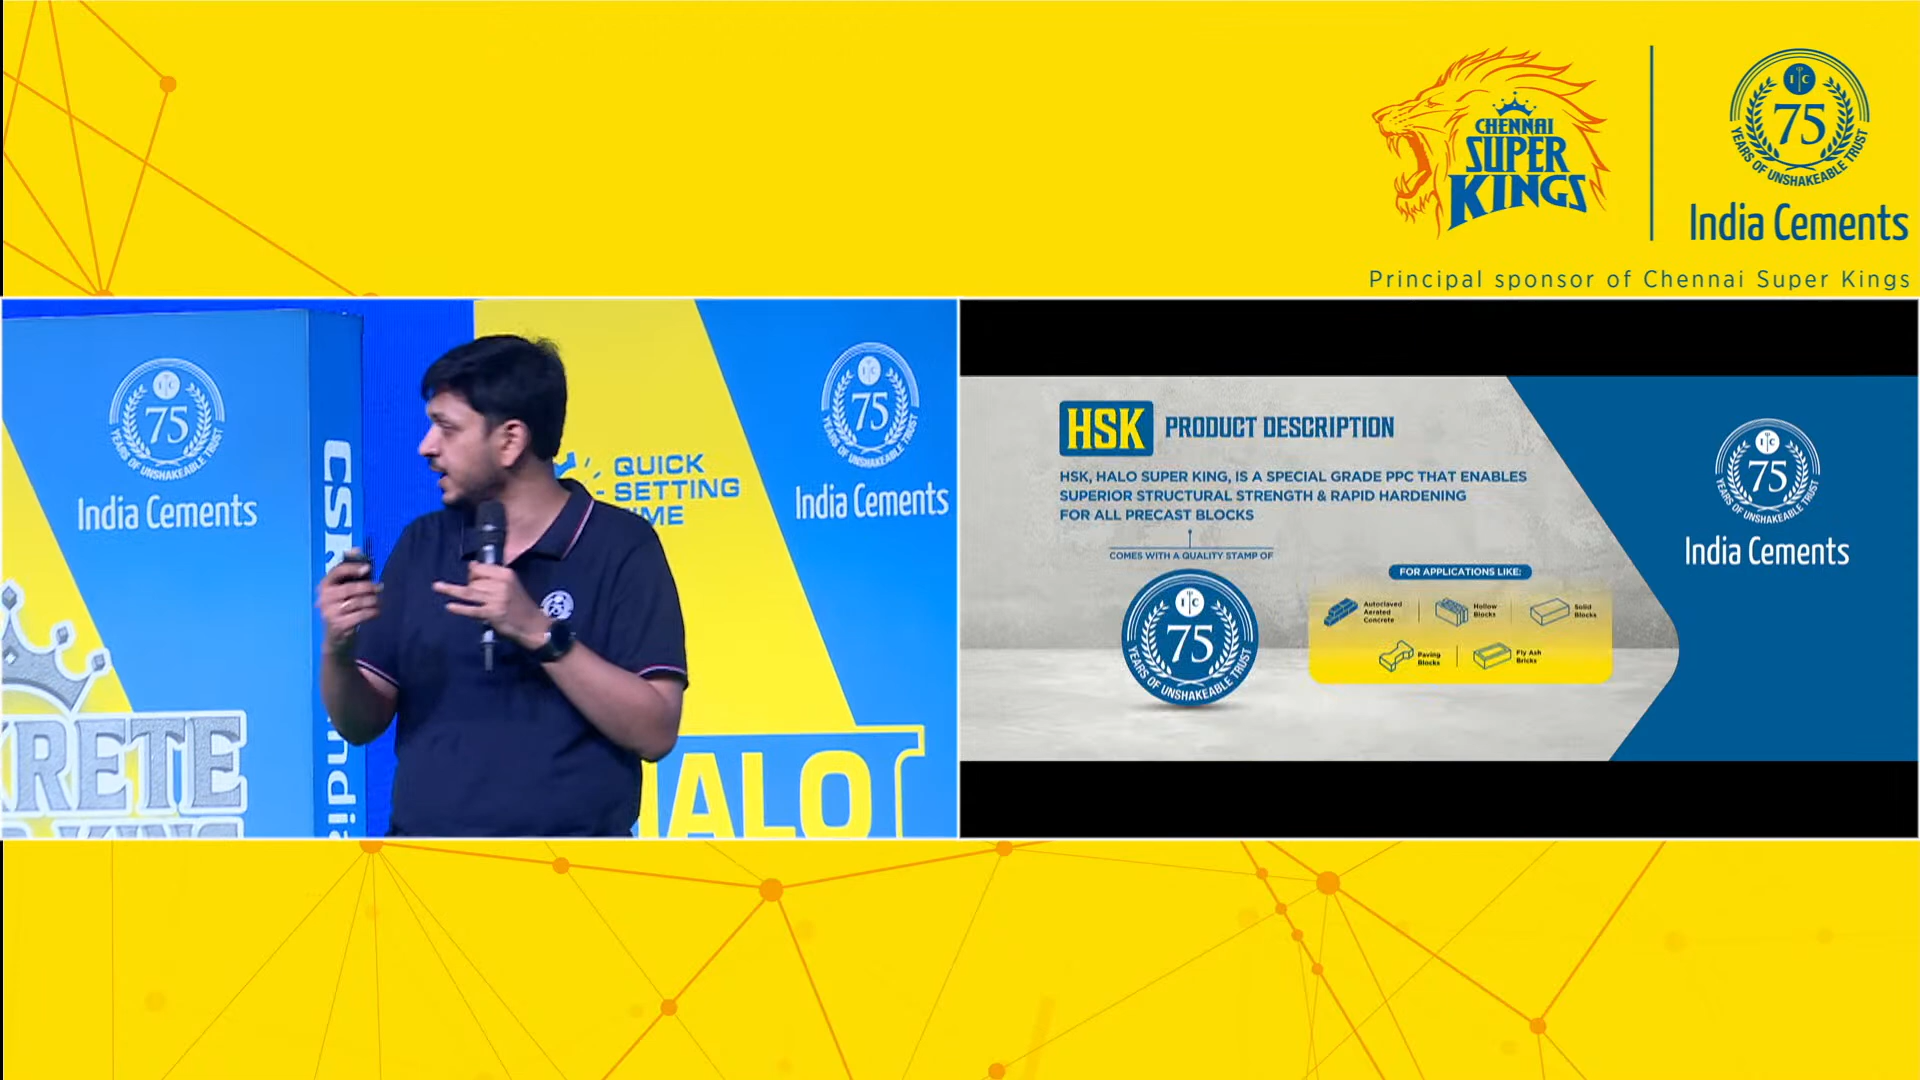 CHENNAI
SUPER
KINGS
I C
75
YEARS OF UNSHAKEABLE TRUST
India Cements
Principal sponsor of Chennai Super Kings
I C
75
YEARS OF UNSHAKEABLE TRUST
India Cements
QUICK
SETTING
I C
75
YEARS OF UNSHAKEABLE TRUST
India Cements
HALO
HSK PRODUCT DESCRIPTION
HSK, HALO SUPER KING, IS A SPECIAL GRADE PPC THAT ENABLES
SUPERIOR STRUCTURAL STRENGTH & RAPID HARDENING
FOR ALL PRECAST BLOCKS
COMES WITH A QUALITY STAMP OF
I C
75
YEARS OF UNSHAKEABLE TRUST
FOR APPLICATIONS LIKE:
Autoclaved
Aerated
Concrete
Hollow
Blocks
Solid
Blocks
Paving
Blocks
Fly Ash
Bricks
I C
75
YEARS OF UNSHAKEABLE TRUST
India Cements